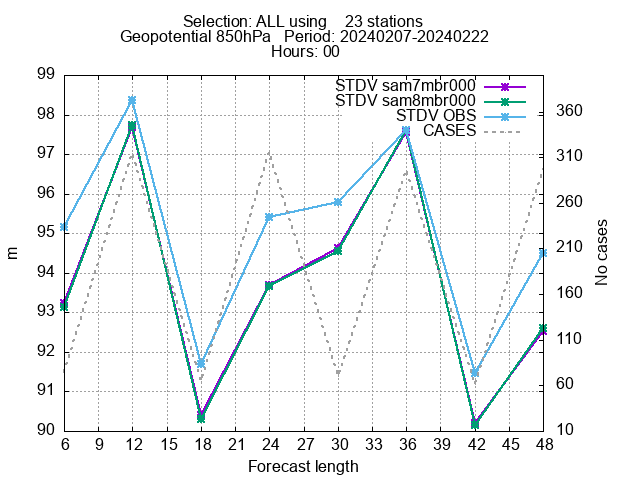 Selection: ALL using    23 stations
Geopotential 850hPa   Period: 20240207-20240222
Hours: 00
STDV sam7mbr000
STDV sam8mbr000
STDV OBS
CASES
99
98
97
96
95
94
93
92
91
90
m
360
310
260
210
160
110
60
10
No cases
6 9 12 15 18 21 24 27 30 33 36 39 42 45 48
Forecast length